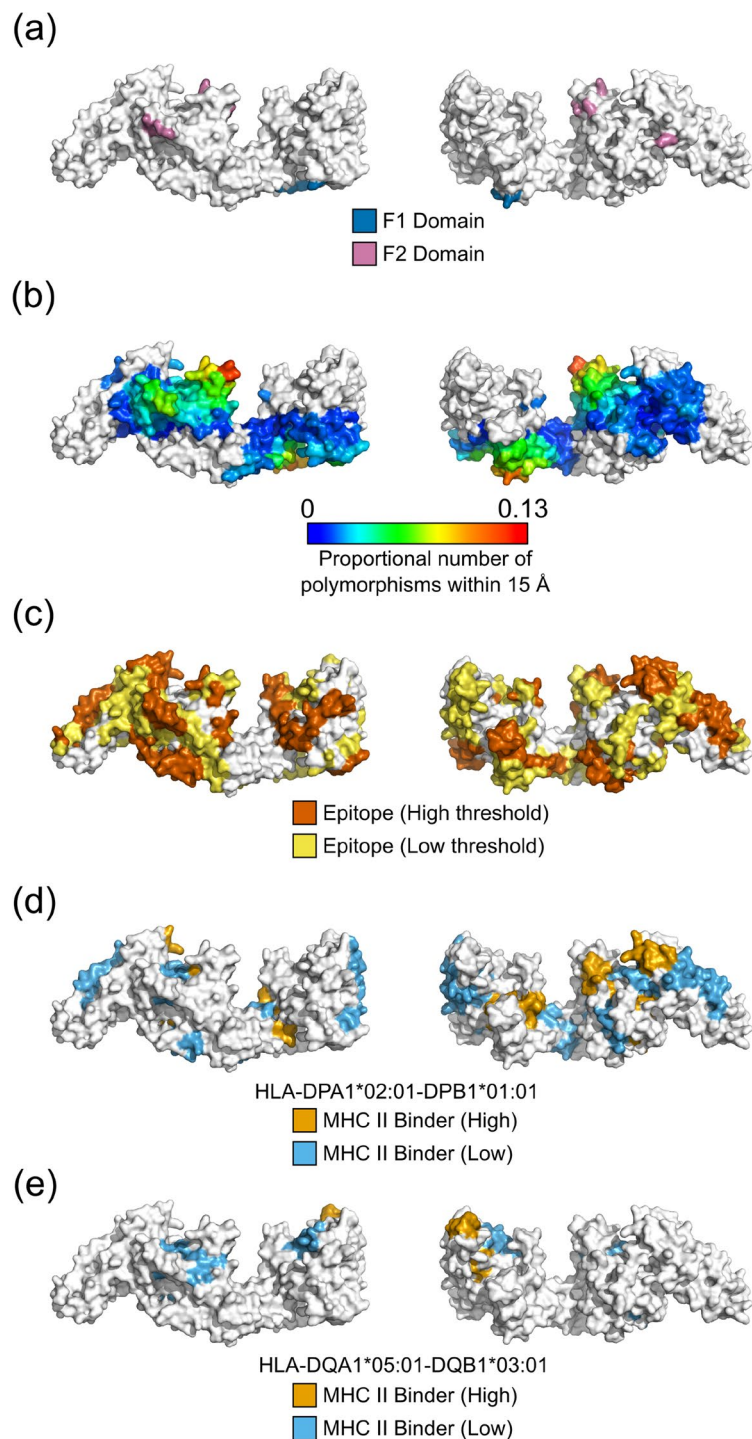 (a)
F1 Domain
F2 Domain
(b)
0
0.13
Proportional number of
polymorphisms within 15 Å
(c)
Epitope (High threshold)
Epitope (Low threshold)
(d)
HLA-DPA1*02:01-DPB1*01:01
MHC II Binder (High)
MHC II Binder (Low)
(e)
HLA-DQA1*05:01-DQB1*03:01
MHC II Binder (High)
MHC II Binder (Low)